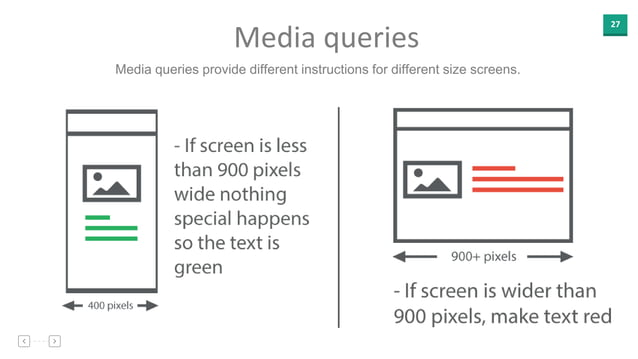 27
Media queries
Media queries provide different instructions for different size screens.
- If screen is less
than 900 pixels
wide nothing
special happens
so the text is
green
400 pixels
900+ pixels
- If screen is wider than
900 pixels, make text red